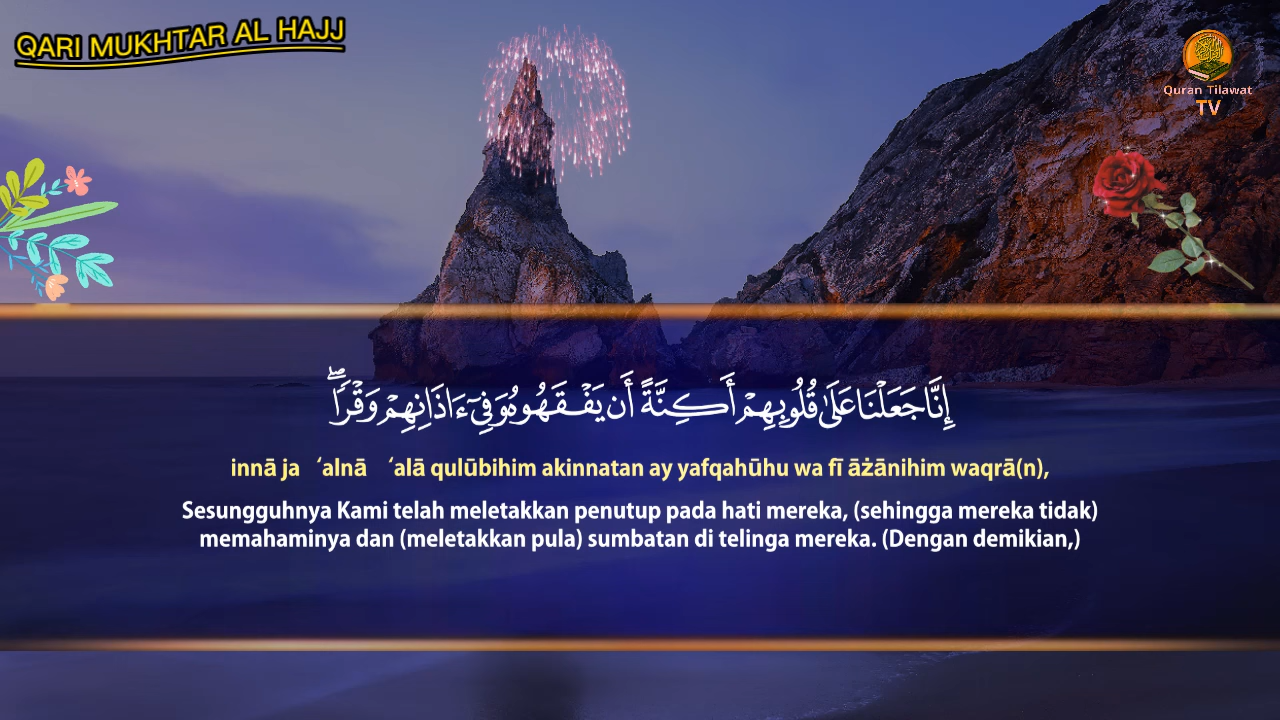 QARI MUKHTAR AL HAJJ
Quran Tilawat
TV
إِنَّا جَعَلْنَا عَلَىٰ قُلُوبِهِمْ أَكِنَّةً أَن يَفْقَهُوهُ وَفِىٓ ءَاذَانِهِمْ وَقْرًا ۖ
innā ja ‘alnā ‘alā qulūbihim akinnatan ay yafqahūhu wa fī āżānihim waqrā(n),
Sesungguhnya Kami telah meletakkan penutup pada hati mereka, (sehingga mereka tidak)
memahaminya dan (meletakkan pula) sumbatan di telinga mereka. (Dengan demikian,)